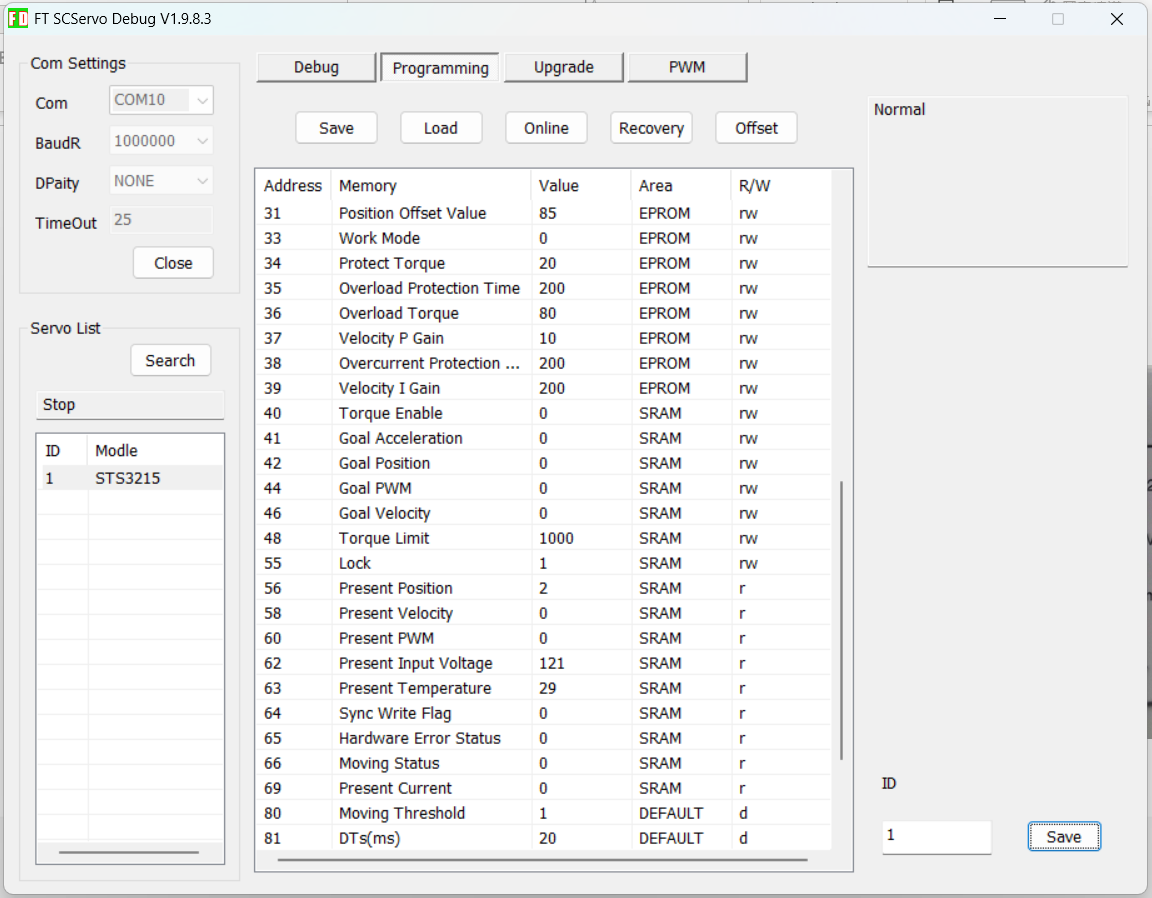 FT SCServo Debug V1.9.8.3
Com Settings
Com COM10
BaudR 1000000
DPaity NONE
TimeOut 25
Close
Servo List
Search
Stop
ID Modle
1 STS3215
Debug Programming Upgrade PWM
Save Load Online Recovery Offset
Address Memory Value Area R/W
31 Position Offset Value 85 EPROM rw
33 Work Mode 0 EPROM rw
34 Protect Torque 20 EPROM rw
35 Overload Protection Time 200 EPROM rw
36 Overload Torque 80 EPROM rw
37 Velocity P Gain 10 EPROM rw
38 Overcurrent Protection ... 200 EPROM rw
39 Velocity I Gain 200 EPROM rw
40 Torque Enable 0 SRAM rw
41 Goal Acceleration 0 SRAM rw
42 Goal Position 0 SRAM rw
44 Goal PWM 0 SRAM rw
46 Goal Velocity 0 SRAM rw
48 Torque Limit 1000 SRAM rw
55 Lock 1 SRAM rw
56 Present Position 2 SRAM r
58 Present Velocity 0 SRAM r
60 Present PWM 0 SRAM r
62 Present Input Voltage 121 SRAM r
63 Present Temperature 29 SRAM r
64 Sync Write Flag 0 SRAM r
65 Hardware Error Status 0 SRAM r
66 Moving Status 0 SRAM r
69 Present Current 0 SRAM r
80 Moving Threshold 1 DEFAULT d
81 DTs(ms) 20 DEFAULT d
Normal
ID
1 Save